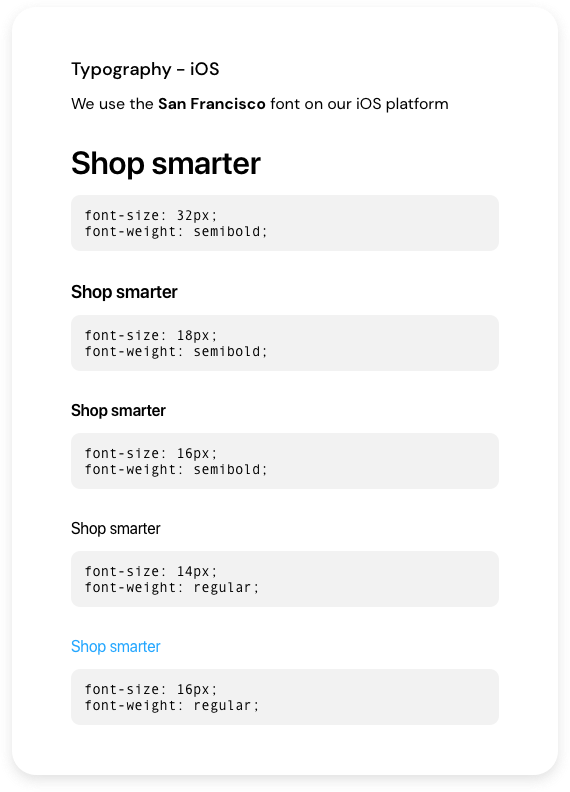 Typography - iOS
We use the San Francisco font on our iOS platform
Shop smarter
font-size: 32px;
font-weight: semibold;
Shop smarter
font-size: 18px;
font-weight: semibold;
Shop smarter
font-size: 16px;
font-weight: semibold;
Shop smarter
font-size: 14px;
font-weight: regular;
Shop smarter
font-size: 16px;
font-weight: regular;